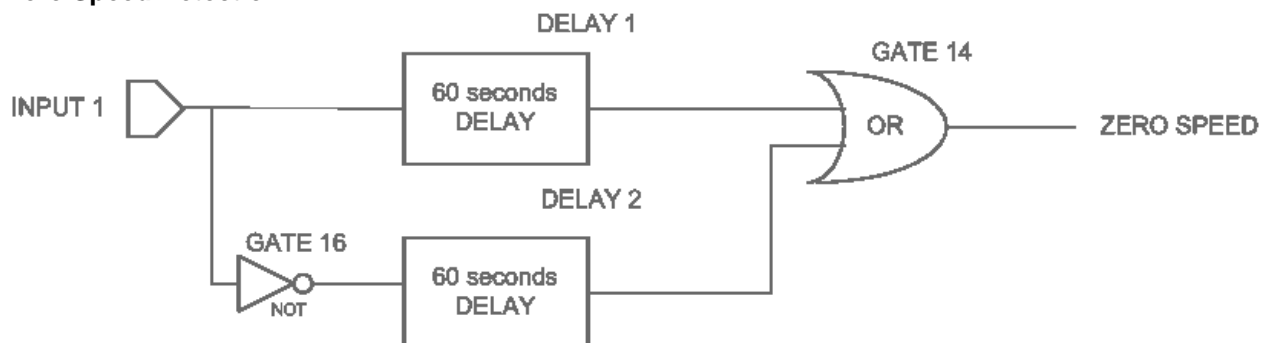 DELAY 1
GATE 14
INPUT 1
60 seconds
DELAY
OR
ZERO SPEED
DELAY 2
GATE 16
NOT
60 seconds
DELAY